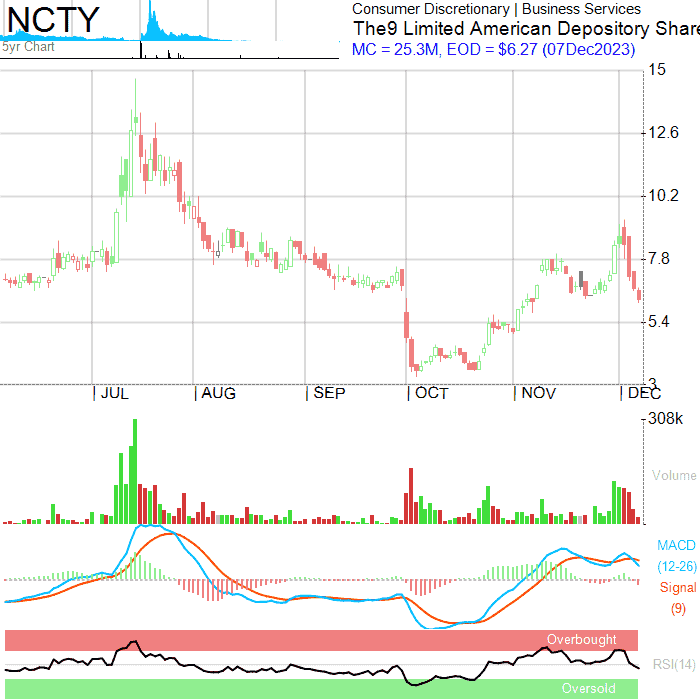 NCTY
5yr Chart
Consumer Discretionary | Business Services
The9 Limited American Depository Share
MC = 25.3M, EOD = $6.27 (07Dec2023)
15
12.6
10.2
7.8
5.4
3
| JUL | AUG | SEP | OCT | NOV | DEC
308k
Volume
MACD
(12-26)
Signal
(9)
Overbought
RSI(14)
Oversold